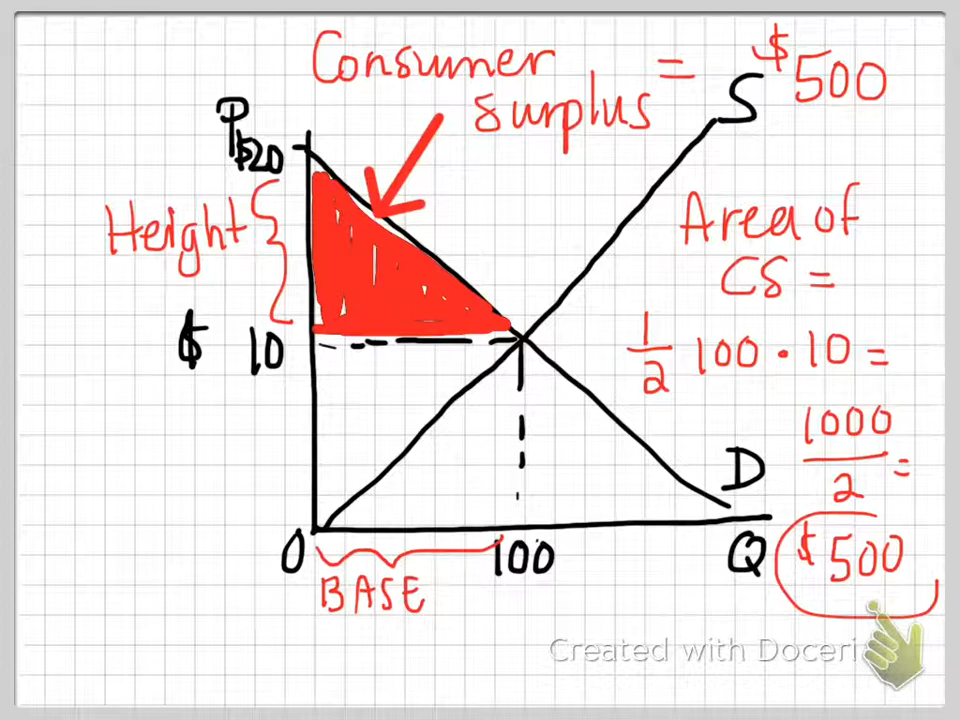 Consumer surplus = $500
P
$20
S
Height
Area of
CS =
$ 10
1/2 100 · 10 =
1000/2 =
$500
D
0
100
Q
BASE
Created with Doceri